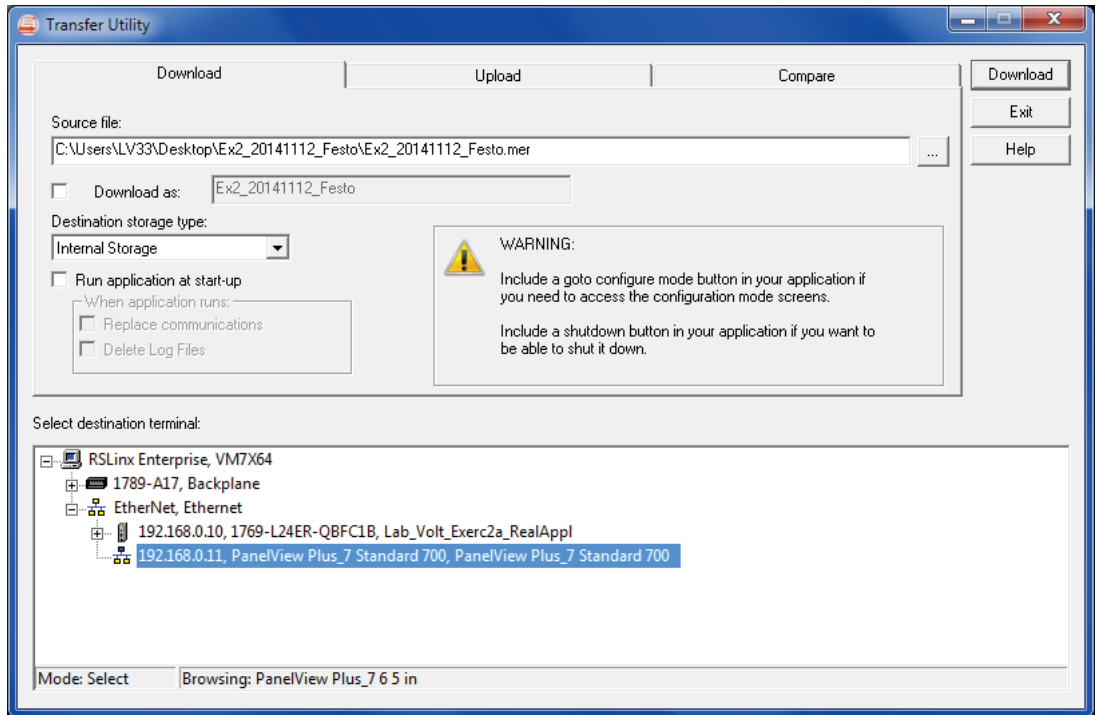 Transfer Utility
Download
Upload
Compare
Download
Exit
Help
Source file:
C:\Users\LV33\Desktop\Ex2_20141112_Festo\Ex2_20141112_Festo.mer
...
Download as:
Ex2_20141112_Festo
Destination storage type:
Internal Storage
Run application at start-up
When application runs:
Replace communications
Delete Log Files
WARNING:
Include a goto configure mode button in your application if
you need to access the configuration mode screens.
Include a shutdown button in your application if you want to
be able to shut it down.
Select destination terminal:
RSLinx Enterprise, VM7X64
1789-A17, Backplane
EtherNet, Ethernet
192.168.0.10, 1769-L24ER-QBFC1B, Lab_Volt_Exerc2a_RealAppl
192.168.0.11, PanelView Plus_7 Standard 700, PanelView Plus_7 Standard 700
Mode: Select
Browsing: PanelView Plus_7 6 5 in